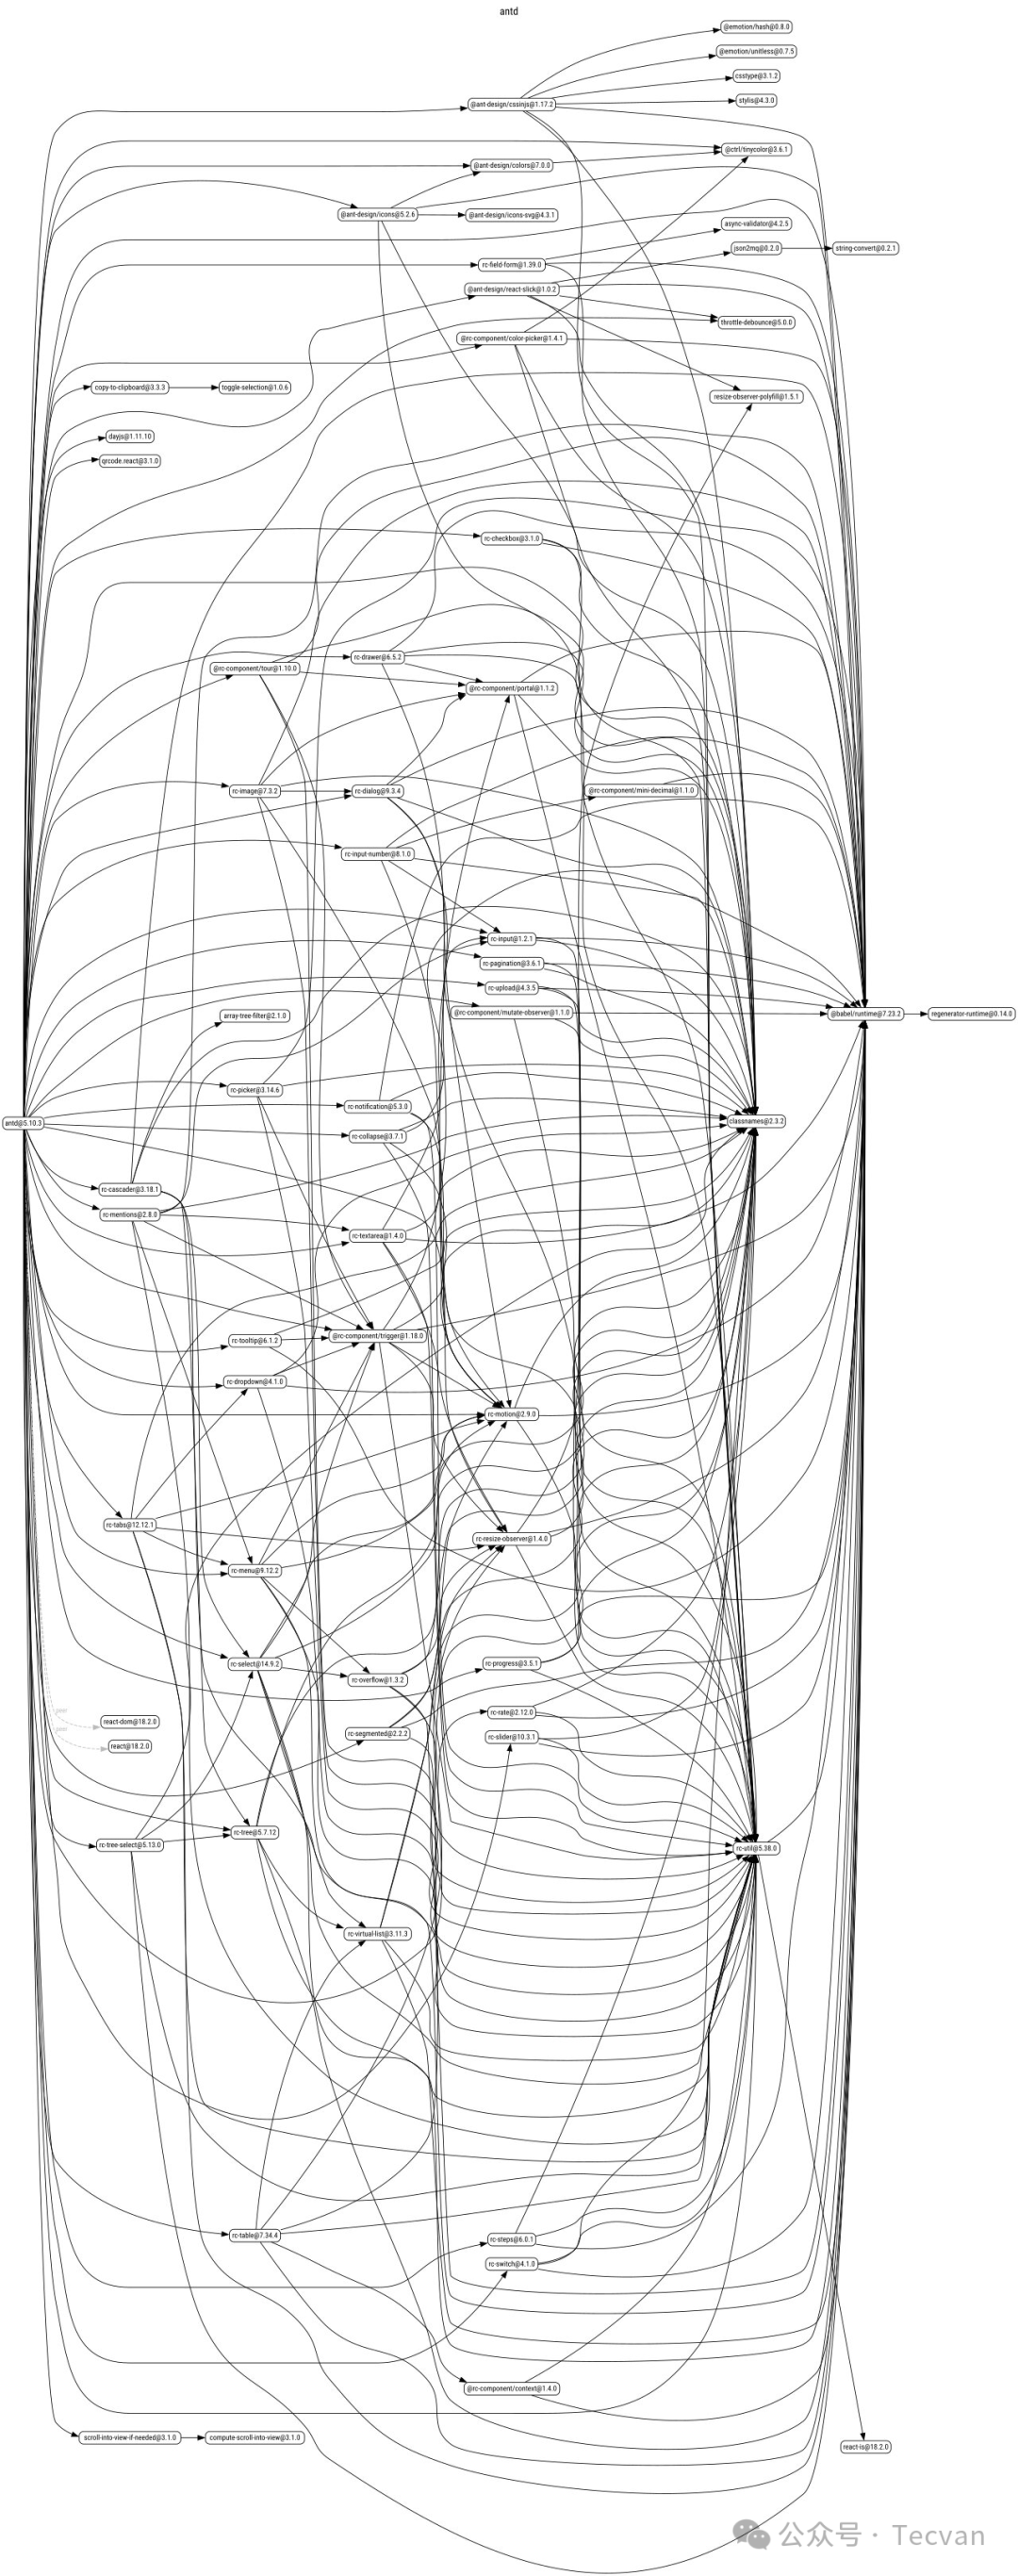 antd
@emotion/hash@0.8.0
@emotion/unitless@0.7.5
csstype@3.1.2
stylis@4.3.0
@ant-design/cssinjs@1.17.2
@ctrl/tinycolor@3.6.1
@ant-design/colors@7.0.0
@ant-design/icons@5.2.6
@ant-design/icons-svg@4.3.1
async-validator@4.2.5
json2mq@0.2.0
string-convert@0.2.1
rc-field-form@1.39.0
@ant-design/react-slick@1.0.2
throttle-debounce@5.0.0
@rc-component/color-picker@1.4.1
copy-to-clipboard@3.3.3
toggle-selection@1.0.6
resize-observer-polyfill@1.5.1
dayjs@1.11.10
qrcode.react@3.1.0
rc-checkbox@3.1.0
rc-drawer@6.5.2
@rc-component/tour@1.10.0
@rc-component/portal@1.1.2
rc-image@7.3.2
rc-dialog@9.3.4
@rc-component/mini-decimal@1.1.0
rc-input-number@8.1.0
rc-input@1.2.1
rc-pagination@3.6.1
rc-upload@4.3.5
array-tree-filter@2.1.0
@rc-component/mutate-observer@1.1.0
@babel/runtime@7.23.2
regenerator-runtime@0.14.0
rc-picker@3.14.6
rc-notification@5.3.0
antd@5.10.3
classnames@2.3.2
rc-collapse@3.7.1
rc-cascader@3.18.1
rc-mentions@2.8.0
rc-textarea@1.4.0
rc-tooltip@6.1.2
@rc-component/trigger@1.18.0
rc-dropdown@4.1.0
rc-motion@2.9.0
rc-tabs@12.12.1
rc-resize-observer@1.4.0
rc-menu@9.12.2
rc-select@14.9.2
rc-progress@3.5.1
rc-overflow@1.3.2
rc-rate@2.12.0
peer
react-dom@18.2.0
rc-segmented@2.2.2
rc-slider@10.3.1
peer
react@18.2.0
rc-tree@5.7.12
rc-tree-select@5.13.0
rc-util@5.38.0
rc-virtual-list@3.11.3
rc-table@7.34.4
rc-steps@6.0.1
rc-switch@4.1.0
@rc-component/context@1.4.0
scroll-into-view-if-needed@3.1.0
compute-scroll-into-view@3.1.0
react-is@18.2.0
公众号 · Tecvan